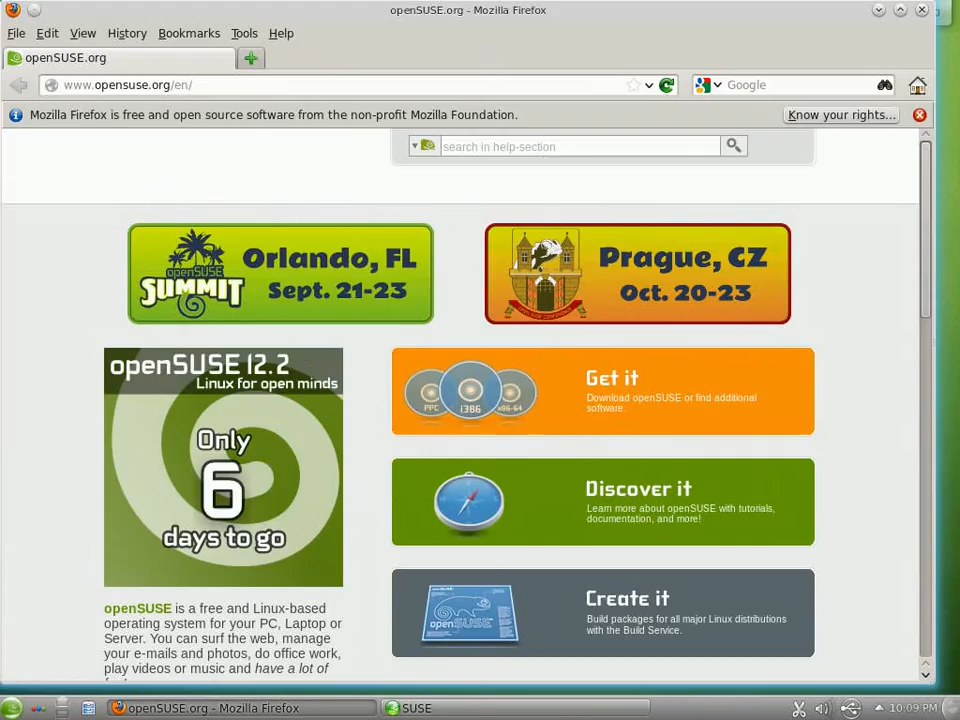 openSUSE.org - Mozilla Firefox
File Edit View History Bookmarks Tools Help
openSUSE.org
www.opensuse.org/en/
Google
Mozilla Firefox is free and open source software from the non-profit Mozilla Foundation.
Know your rights...
search in help-section
openSUSE
SUMMIT
Orlando, FL
Sept. 21-23
Prague, CZ
Oct. 20-23
openSUSE 12.2
Linux for open minds
Only
6
days to go
PPC
i386
x86-64
Get it
Download openSUSE or find additional
software.
Discover it
Learn more about openSUSE with tutorials,
documentation, and more!
openSUSE
Create it
Build packages for all major Linux distributions
with the Build Service.
openSUSE is a free and Linux-based
operating system for your PC, Laptop or
Server. You can surf the web, manage
your e-mails and photos, do office work,
play videos or music and have a lot of
openSUSE.org - Mozilla Firefox
SUSE
10:09 PM